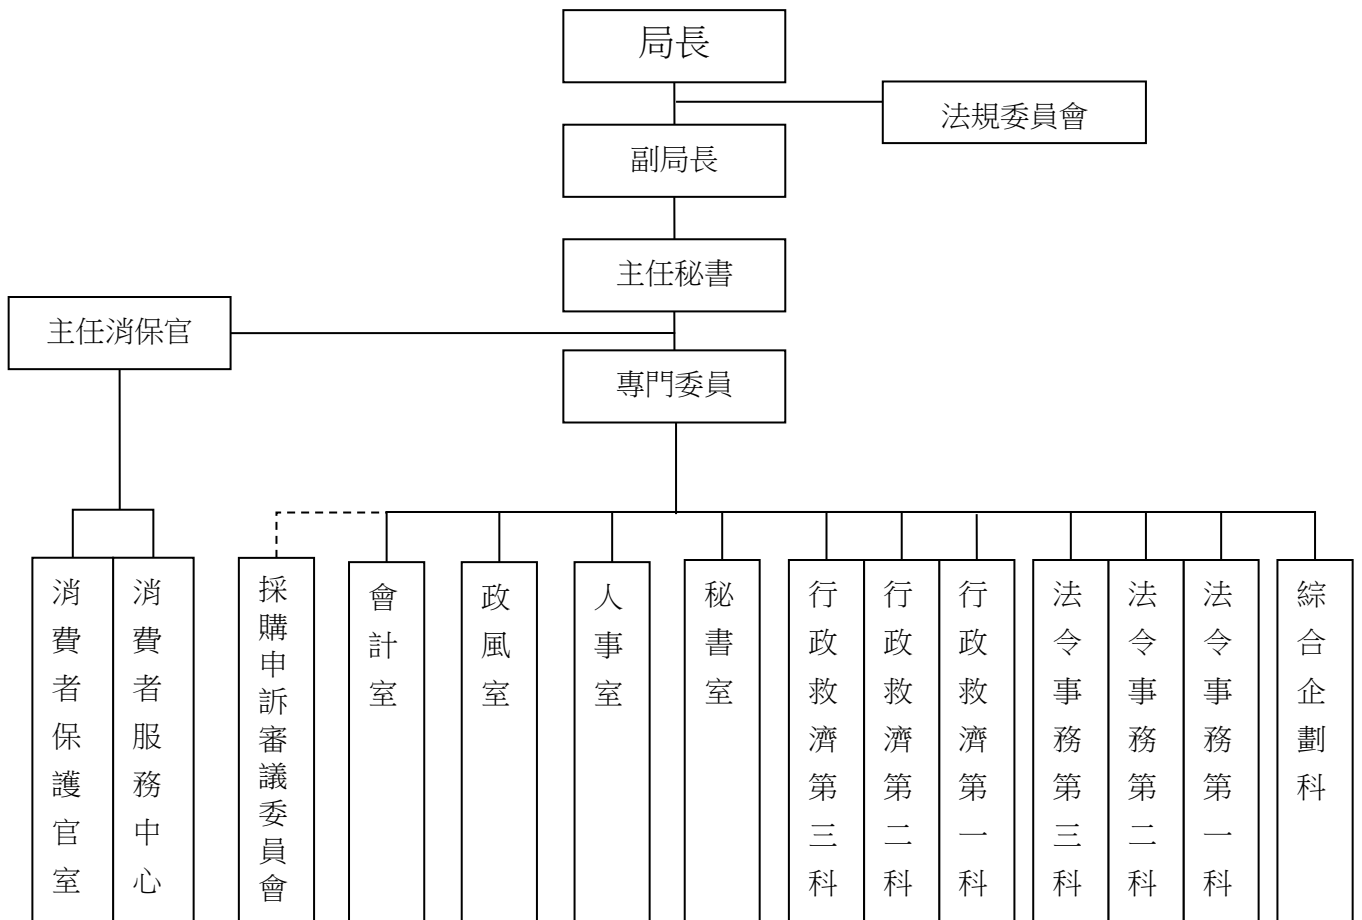 局長
法規委員會
副局長
主任秘書
主任消保官
專門委員
消費者保護官室
消費者服務中心
採購申訴審議委員會
會計室
政風室
人事室
秘書室
行政救濟第三科
行政救濟第二科
行政救濟第一科
法令事務第三科
法令事務第二科
法令事務第一科
綜合企劃科